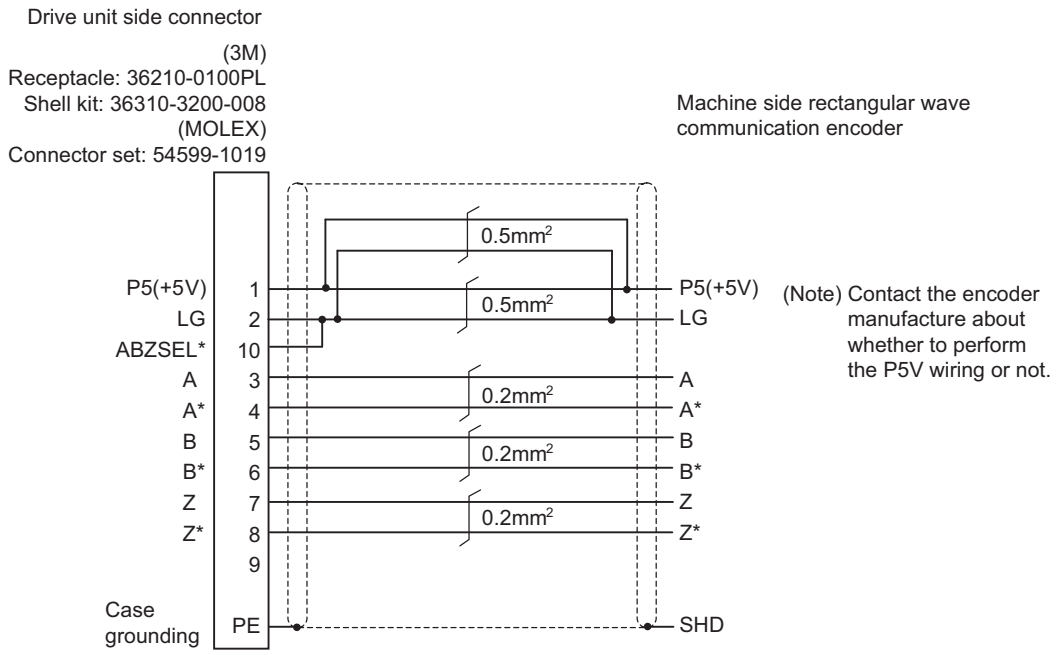 Drive unit side connector
(3M)
Receptacle: 36210-0100PL
Shell kit: 36310-3200-008
(MOLEX)
Connector set: 54599-1019
Machine side rectangular wave
communication encoder
0.5mm²
P5(+5V) 1 0.5mm² P5(+5V)
LG 2 LG
ABZSEL* 10
(Note) Contact the encoder
manufacture about
whether to perform
the P5V wiring or not.
A 3 A
0.2mm²
A* 4 A*
B 5 B
0.2mm²
B* 6 B*
Z 7 Z
0.2mm²
Z* 8 Z*
9
Case
grounding
PE SHD